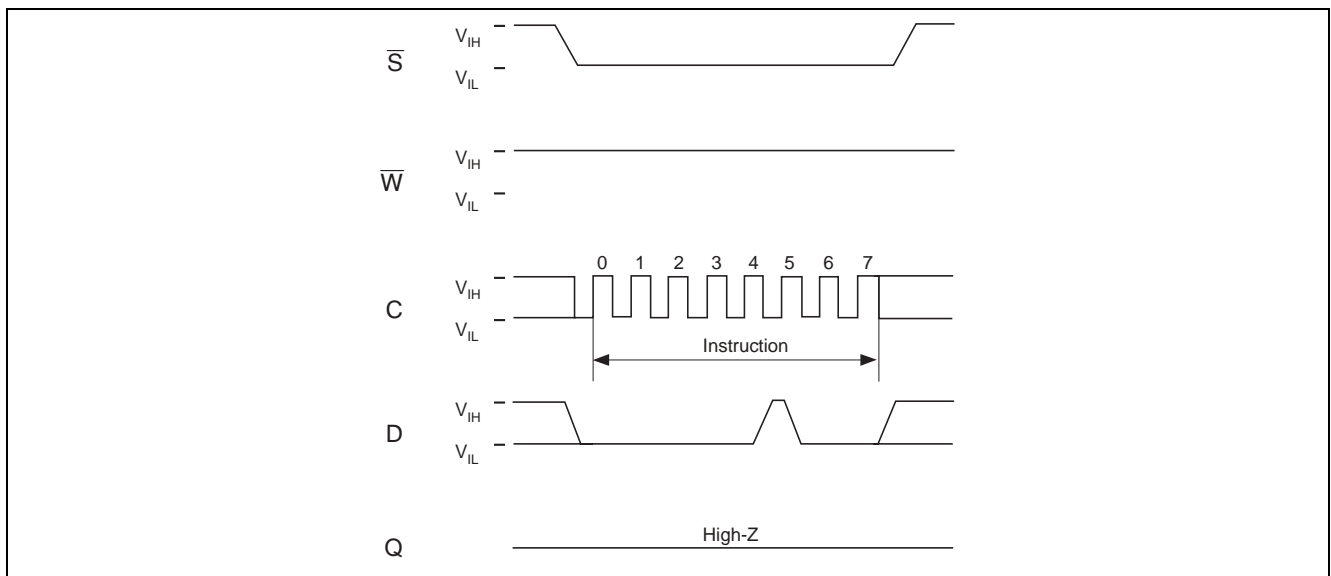 S̅
V_IH
V_IL
W̅
V_IH
V_IL
C
V_IH
V_IL
0 1 2 3 4 5 6 7
Instruction
D
V_IH
V_IL
Q
High-Z